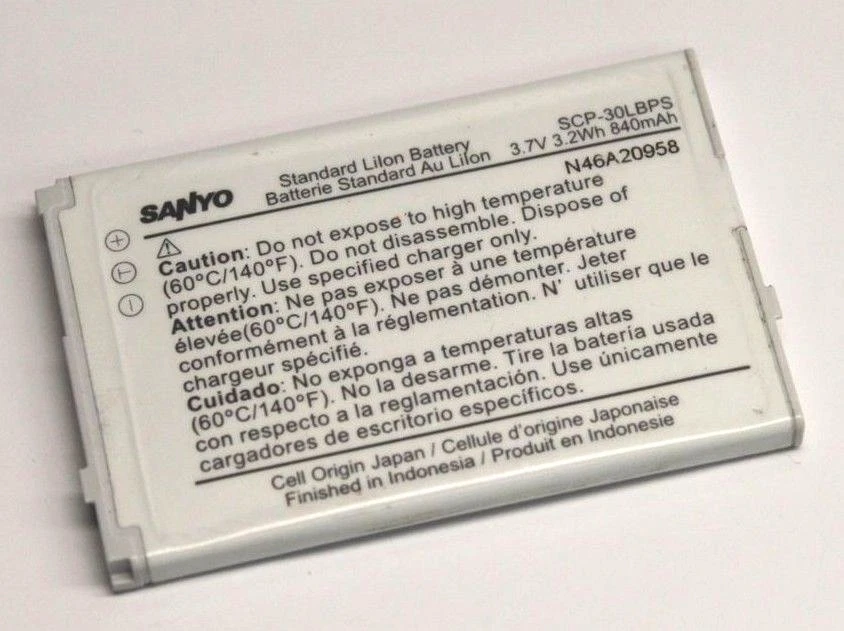 SANYO
Standard LiIon Battery
Batterie Standard Au LiIon
SCP-30LBPS
3.7V 3.2Wh 840mAh
N46A20958
+
T
−
Caution: Do not expose to high temperature
(60°C/140°F). Do not disassemble. Dispose of
properly. Use specified charger only.
Attention: Ne pas exposer à une température
élevée(60°C/140°F). Ne pas démonter. Jeter
conformément à la réglementation. N' utiliser que le
chargeur spécifié.
Cuidado: No exponga a temperaturas altas
(60°C/140°F). No la desarme. Tire la batería usada
con respecto a la reglamentación. Use únicamente
cargadores de escritorio específicos.
Cell Origin Japan / Cellule d'origine Japonaise
Finished in Indonesia / Produit en Indonesie